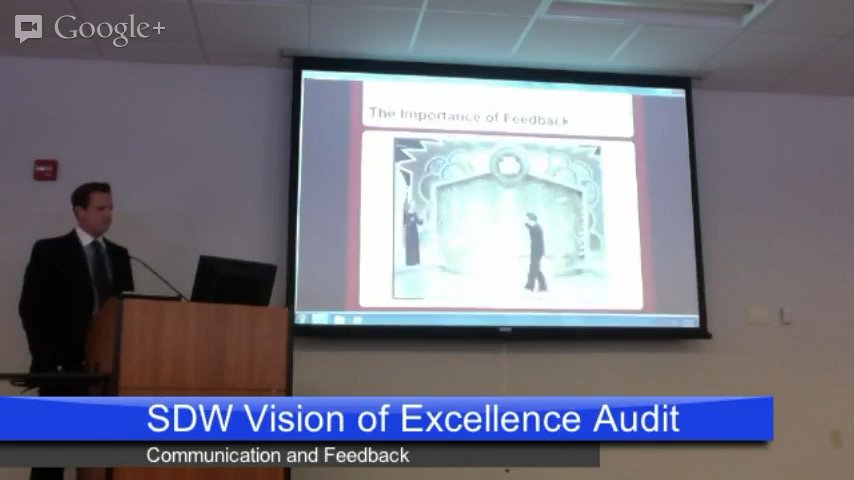 Google+
The Importance of Feedback
SDW Vision of Excellence Audit
Communication and Feedback